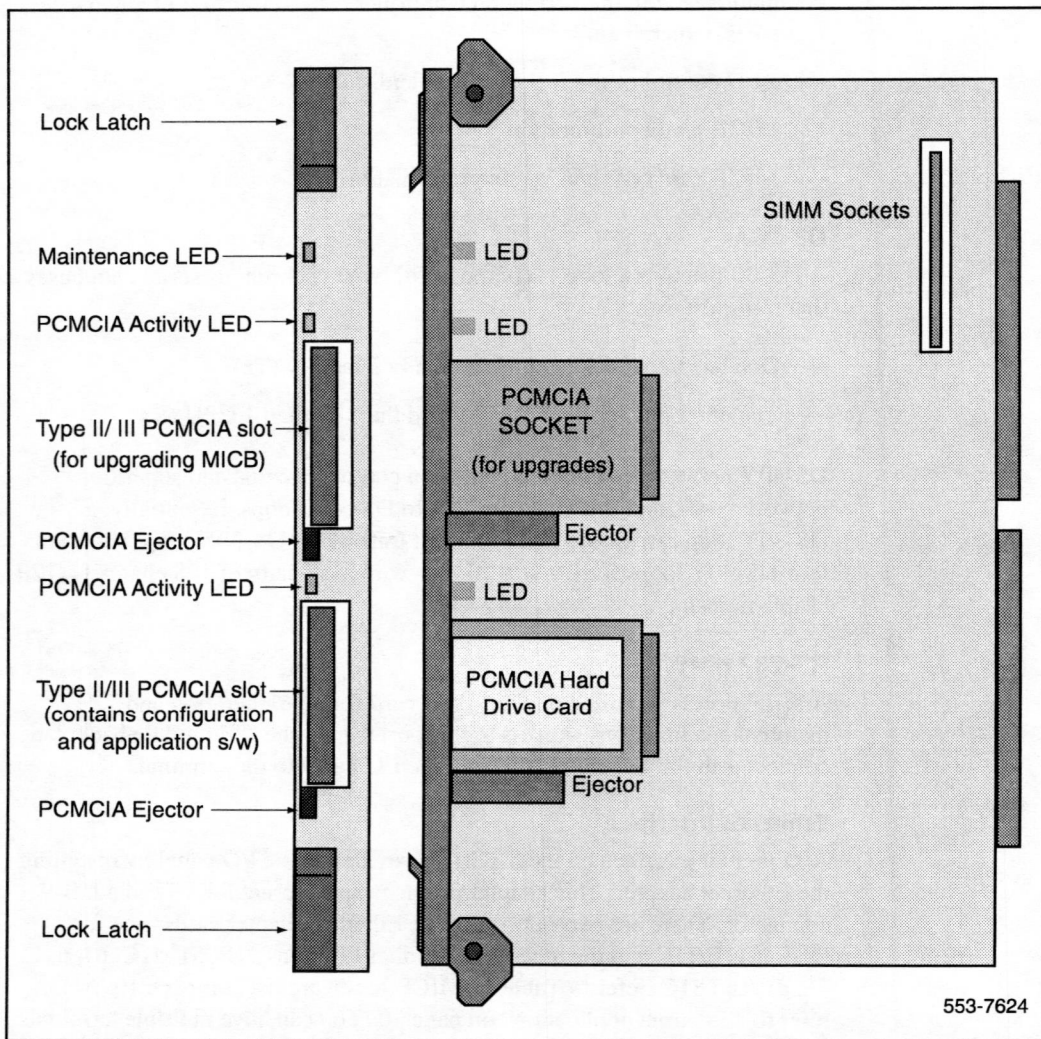 Lock Latch
Maintenance LED
PCMCIA Activity LED
Type II/ III PCMCIA slot
(for upgrading MICB)
PCMCIA Ejector
PCMCIA Activity LED
Type II/III PCMCIA slot
(contains configuration
and application s/w)
PCMCIA Ejector
Lock Latch
LED
LED
PCMCIA
SOCKET
(for upgrades)
Ejector
LED
PCMCIA Hard
Drive Card
Ejector
SIMM Sockets
553-7624